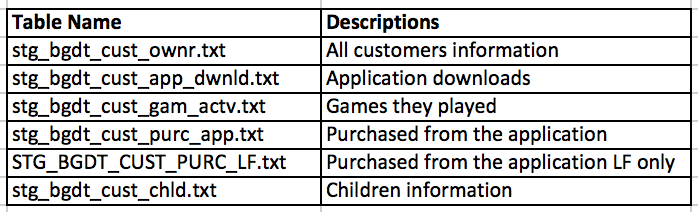 Table Name Descriptions
stg_bgdt_cust_ownr.txt All customers information
stg_bgdt_cust_app_dwnld.txt Application downloads
stg_bgdt_cust_gam_actv.txt Games they played
stg_bgdt_cust_purc_app.txt Purchased from the application
STG_BGDT_CUST_PURC_LF.txt Purchased from the application LF only
stg_bgdt_cust_chld.txt Children information